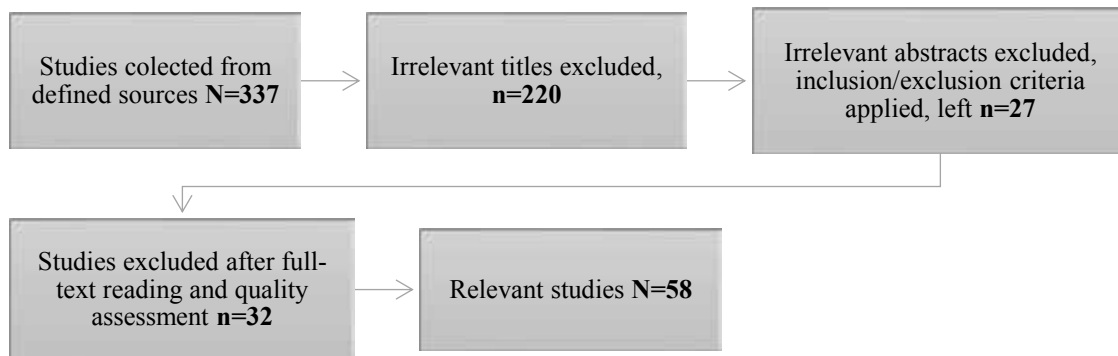 Studies colected from
defined sources N=337
Irrelevant titles excluded,
n=220
Irrelevant abstracts excluded,
inclusion/exclusion criteria
applied, left n=27
Studies excluded after full-
text reading and quality
assessment n=32
Relevant studies N=58